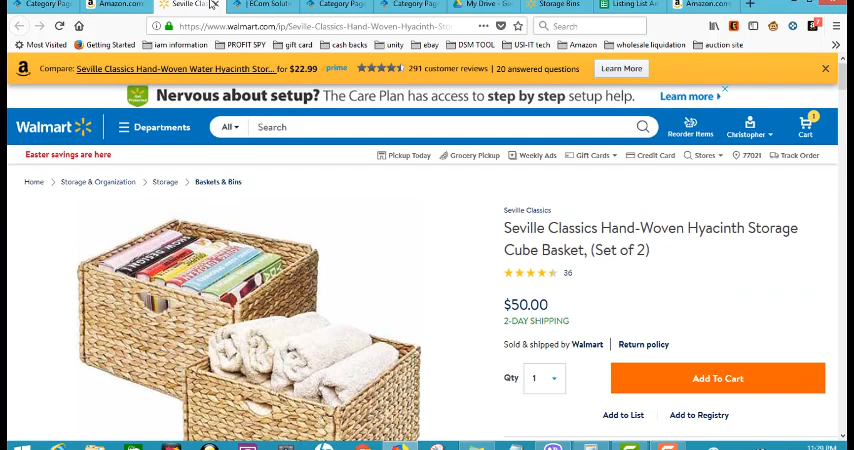 Category Page
Amazon.com:
Seville Clas
| ECom Soluti
Category Page
Category Page
My Drive - Go
Storage Bins
Listing List Am
Amazon.com:
https://www.walmart.com/ip/Seville-Classics-Hand-Woven-Hyacinth-Stor
Search
Most Visited
Getting Started
iam information
PROFIT SPY
gift card
cash backs
unity
ebay
DSM TOOL
USI-IT tech
Amazon
wholesale liquidation
auction site
Compare: Seville Classics Hand-Woven Water Hyacinth Stor... for $22.99 prime 291 customer reviews | 20 answered questions Learn More
Nervous about setup? The Care Plan has access to step by step setup help. Learn more
Walmart Departments All Search Reorder Items Christopher Cart 1
Easter savings are here Pickup Today Grocery Pickup Weekly Ads Gift Cards Credit Card Stores 77021 Track Order
Home Storage & Organization Storage Baskets & Bins
Seville Classics
Seville Classics Hand-Woven Hyacinth Storage
Cube Basket, (Set of 2)
36
$50.00
2-DAY SHIPPING
Sold & shipped by Walmart | Return policy
Qty 1 Add To Cart
Add to List Add to Registry
11:29 PM